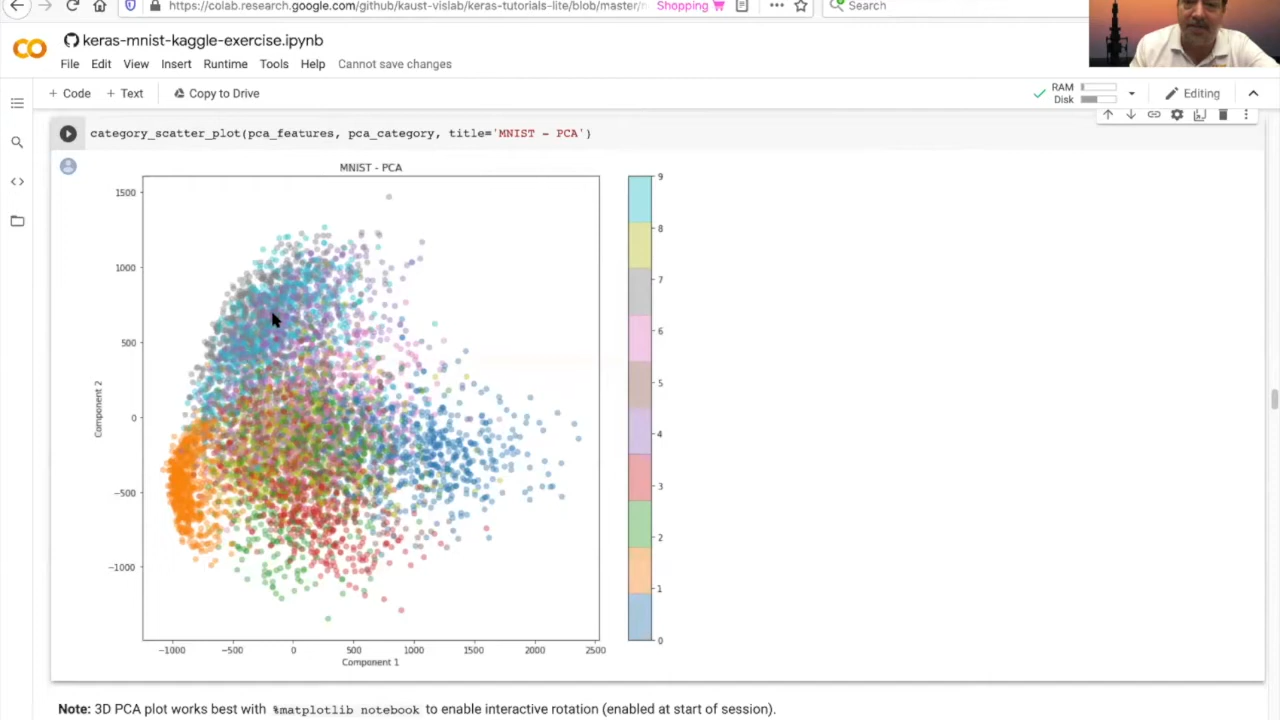 https://colab.research.google.com/github/kaust-vislab/keras-tutorials-lite/blob/master/
Shopping
Search
keras-mnist-kaggle-exercise.ipynb
File Edit View Insert Runtime Tools Help Cannot save changes
+ Code + Text Copy to Drive
RAM
Disk
Editing
category_scatter_plot(pca_features, pca_category, title='MNIST - PCA')
MNIST - PCA
1500
1000
500
0
−500
−1000
Component 2
−1000 −500 0 500 1000 1500 2000 2500
Component 1
9
8
7
6
5
4
3
2
1
0
Note: 3D PCA plot works best with %matplotlib notebook to enable interactive rotation (enabled at start of session).